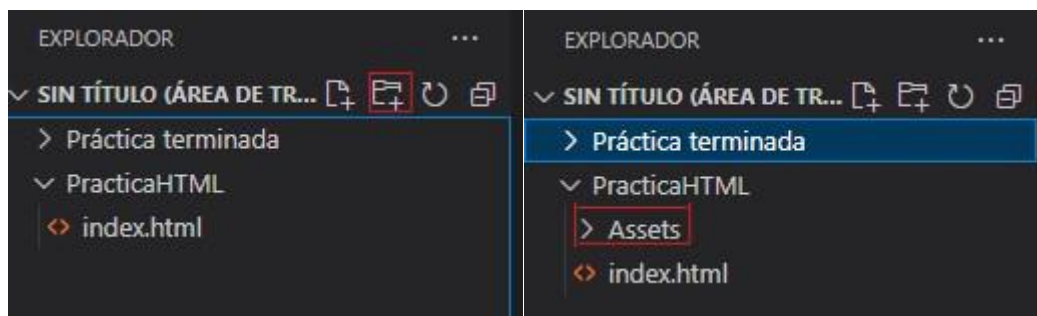 EXPLORADOR
SIN TÍTULO (ÁREA DE TR...
Práctica terminada
PracticaHTML
index.html
EXPLORADOR
SIN TÍTULO (ÁREA DE TR...
Práctica terminada
PracticaHTML
Assets
index.html